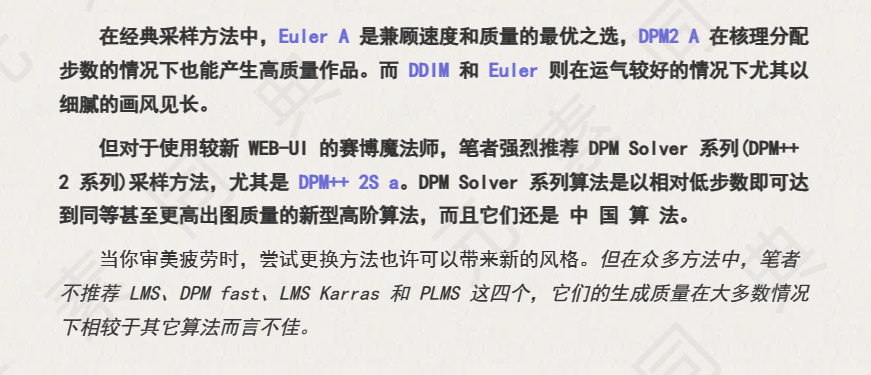 在经典采样方法中，Euler A 是兼顾速度和质量的最优之选，DPM2 A 在核理分配
步数的情况下也能产生高质量作品。而 DDIM 和 Euler 则在运气较好的情况下尤其以
细腻的画风见长。
但对于使用较新 WEB-UI 的赛博魔法师，笔者强烈推荐 DPM Solver 系列(DPM++
2 系列)采样方法，尤其是 DPM++ 2S a。DPM Solver 系列算法是以相对低步数即可达
到同等甚至更高出图质量的新型高阶算法，而且它们还是 中 国 算 法。
当你审美疲劳时，尝试更换方法也许可以带来新的风格。但在众多方法中，笔者
不推荐 LMS、DPM fast、LMS Karras 和 PLMS 这四个，它们的生成质量在大多数情况
下相较于其它算法而言不佳。